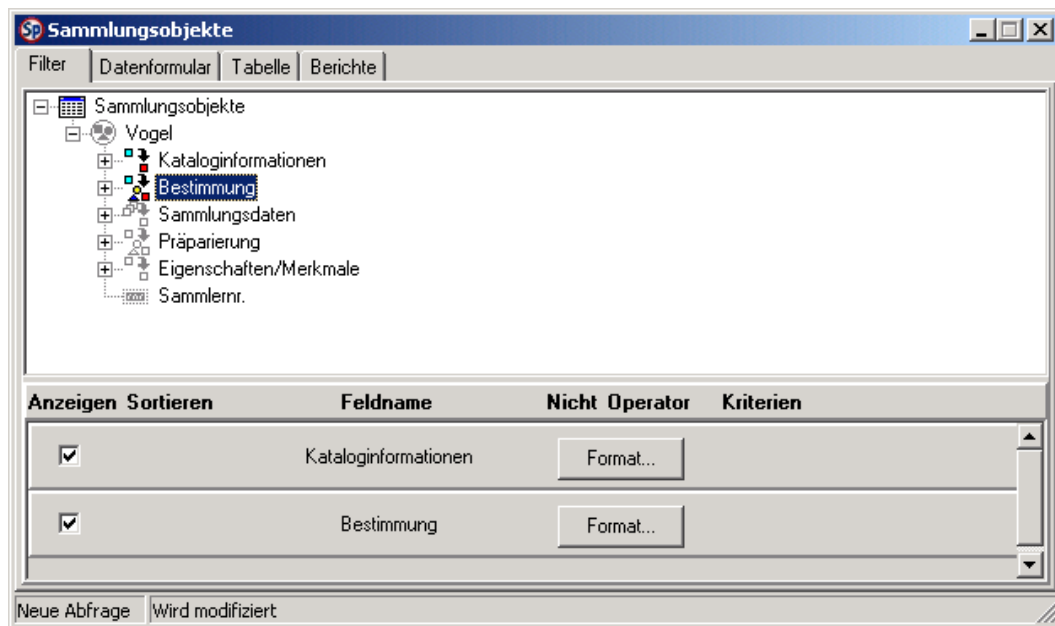 Sp Sammlungsobjekte
Filter Datenformular Tabelle Berichte
Sammlungsobjekte
Vogel
Kataloginformationen
Bestimmung
Sammlungsdaten
Präparierung
Eigenschaften/Merkmale
Sammlernr.
Anzeigen Sortieren Feldname Nicht Operator Kriterien
Kataloginformationen Format...
Bestimmung Format...
Neue Abfrage Wird modifiziert